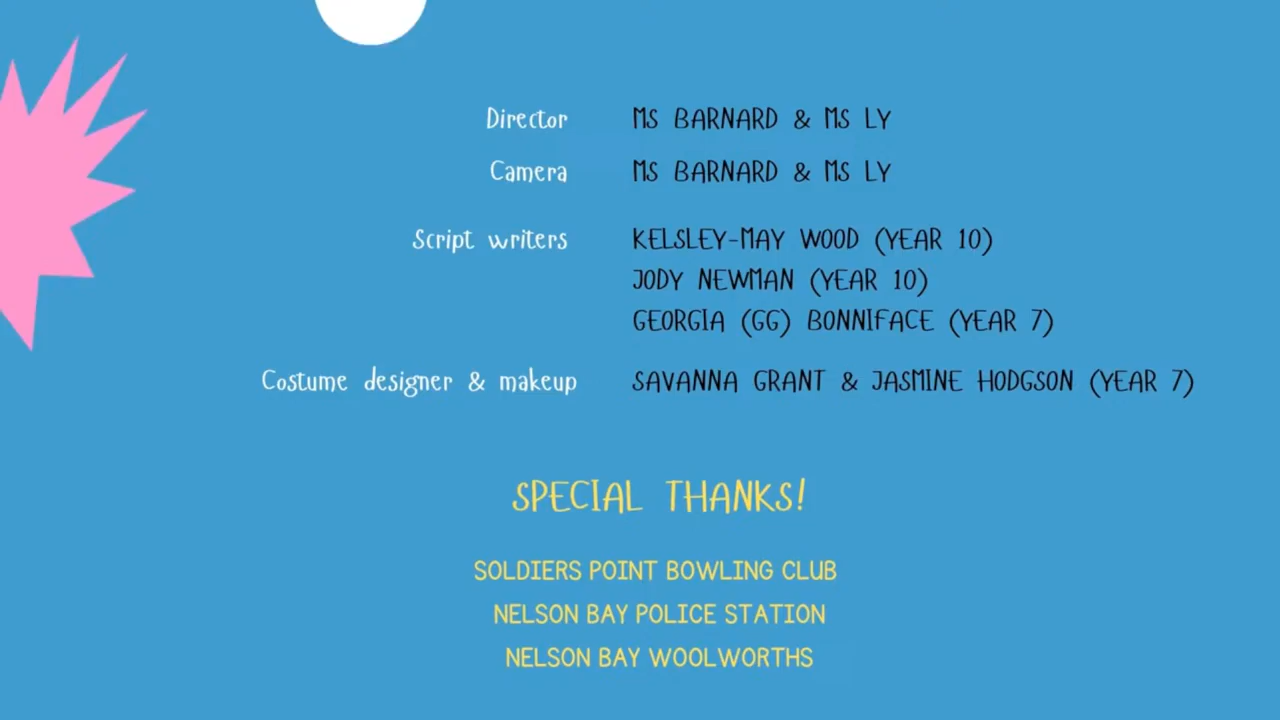 Director MS BARNARD & MS LY
Camera MS BARNARD & MS LY
Script writers KELSLEY-MAY WOOD (YEAR 10)
JODY NEWMAN (YEAR 10)
GEORGIA (GG) BONNIFACE (YEAR 7)
Costume designer & makeup SAVANNA GRANT & JASMINE HODGSON (YEAR 7)
SPECIAL THANKS!
SOLDIERS POINT BOWLING CLUB
NELSON BAY POLICE STATION
NELSON BAY WOOLWORTHS